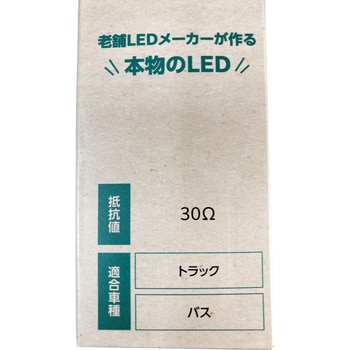 老舗LEDメーカーが作る
本物のLED
抵抗値
30Ω
適合車種
トラック
バス